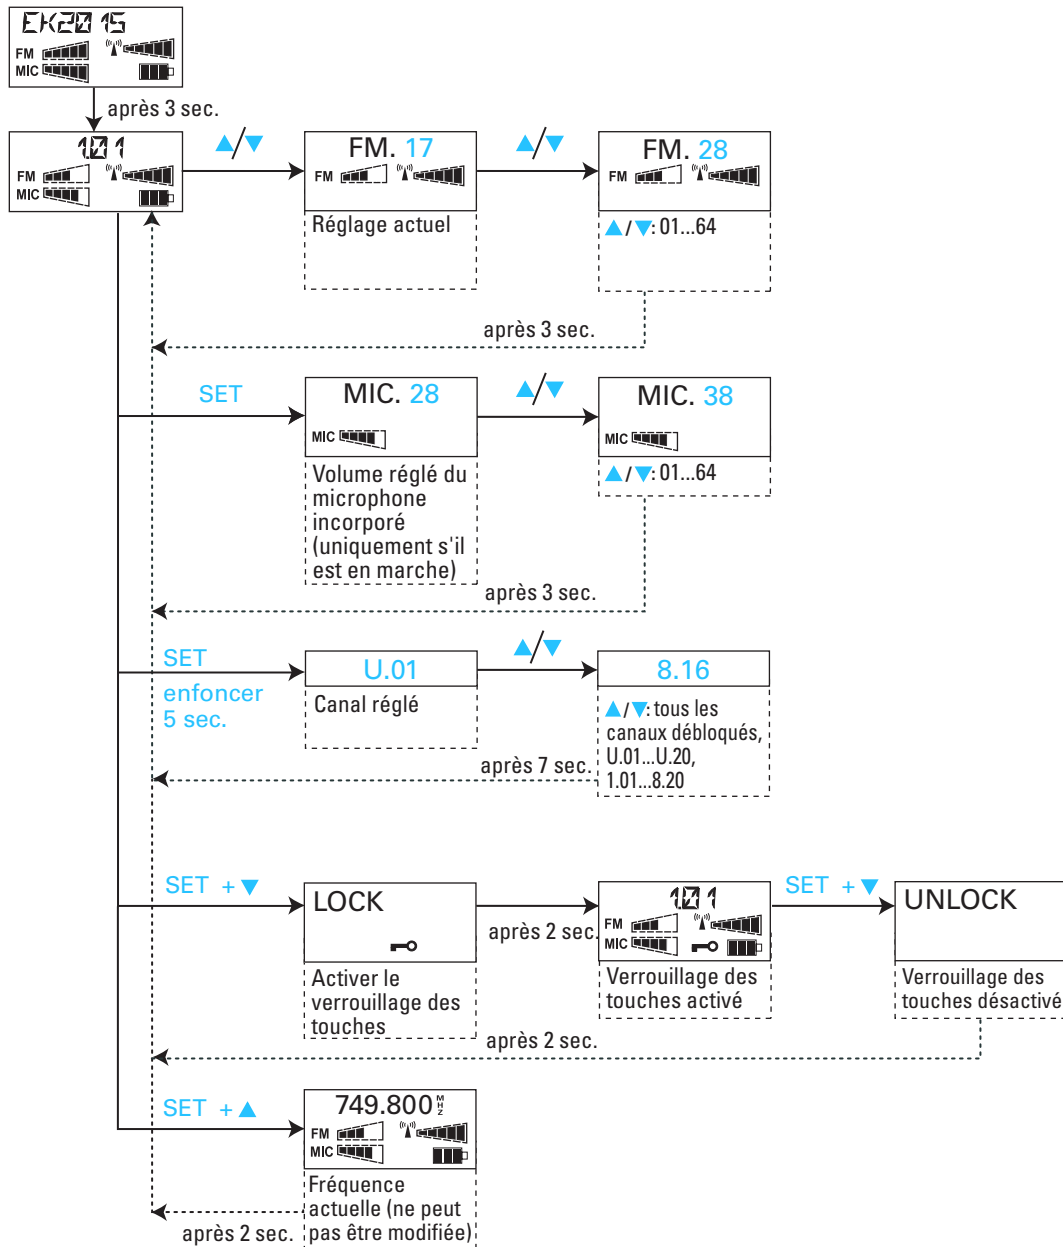 EK2015
FM
MIC
après 3 sec.
1.01
FM
MIC
▲/▼
FM. 17
FM
Réglage actuel
▲/▼
FM. 28
FM
▲/▼: 01...64
après 3 sec.
SET
MIC. 28
MIC
Volume réglé du
microphone
incorporé
(uniquement s'il
est en marche)
▲/▼
MIC. 38
MIC
▲/▼: 01...64
après 3 sec.
SET
enfoncer
5 sec.
U.01
Canal réglé
▲/▼
8.16
▲/▼: tous les
canaux débloqués,
U.01...U.20,
1.01...8.20
après 7 sec.
SET + ▼
LOCK
Activer le
verrouillage des
touches
après 2 sec.
1.01
FM
MIC
Verrouillage des
touches activé
SET + ▼
UNLOCK
Verrouillage des
touches désactivé
après 2 sec.
SET + ▲
749.800 MHZ
FM
MIC
Fréquence
actuelle (ne peut
pas être modifiée)
après 2 sec.